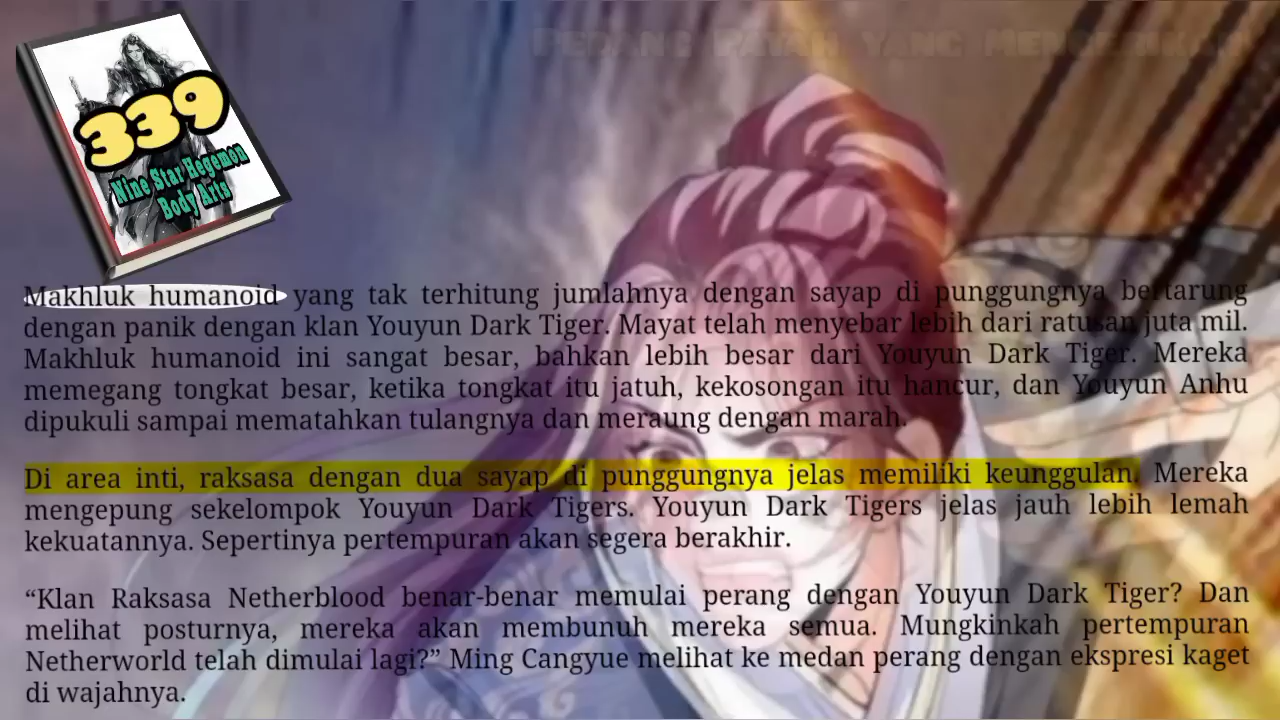 PERANG PARAH YANG MENGERIKAN
339
Nine Star Hegemon
Body Arts
Makhluk humanoid yang tak terhitung jumlahnya dengan sayap di punggungnya bertarung
dengan panik dengan klan Youyun Dark Tiger. Mayat telah menyebar lebih dari ratusan juta mil.
Makhluk humanoid ini sangat besar, bahkan lebih besar dari Youyun Dark Tiger. Mereka
memegang tongkat besar, ketika tongkat itu jatuh, kekosongan itu hancur, dan Youyun Anhu
dipukuli sampai mematahkan tulangnya dan meraung dengan marah.
Di area inti, raksasa dengan dua sayap di punggungnya jelas memiliki keunggulan. Mereka
mengepung sekelompok Youyun Dark Tigers. Youyun Dark Tigers jelas jauh lebih lemah
kekuatannya. Sepertinya pertempuran akan segera berakhir.
“Klan Raksasa Netherblood benar-benar memulai perang dengan Youyun Dark Tiger? Dan
melihat posturnya, mereka akan membunuh mereka semua. Mungkinkah pertempuran
Netherworld telah dimulai lagi?” Ming Cangyue melihat ke medan perang dengan ekspresi kaget
di wajahnya.